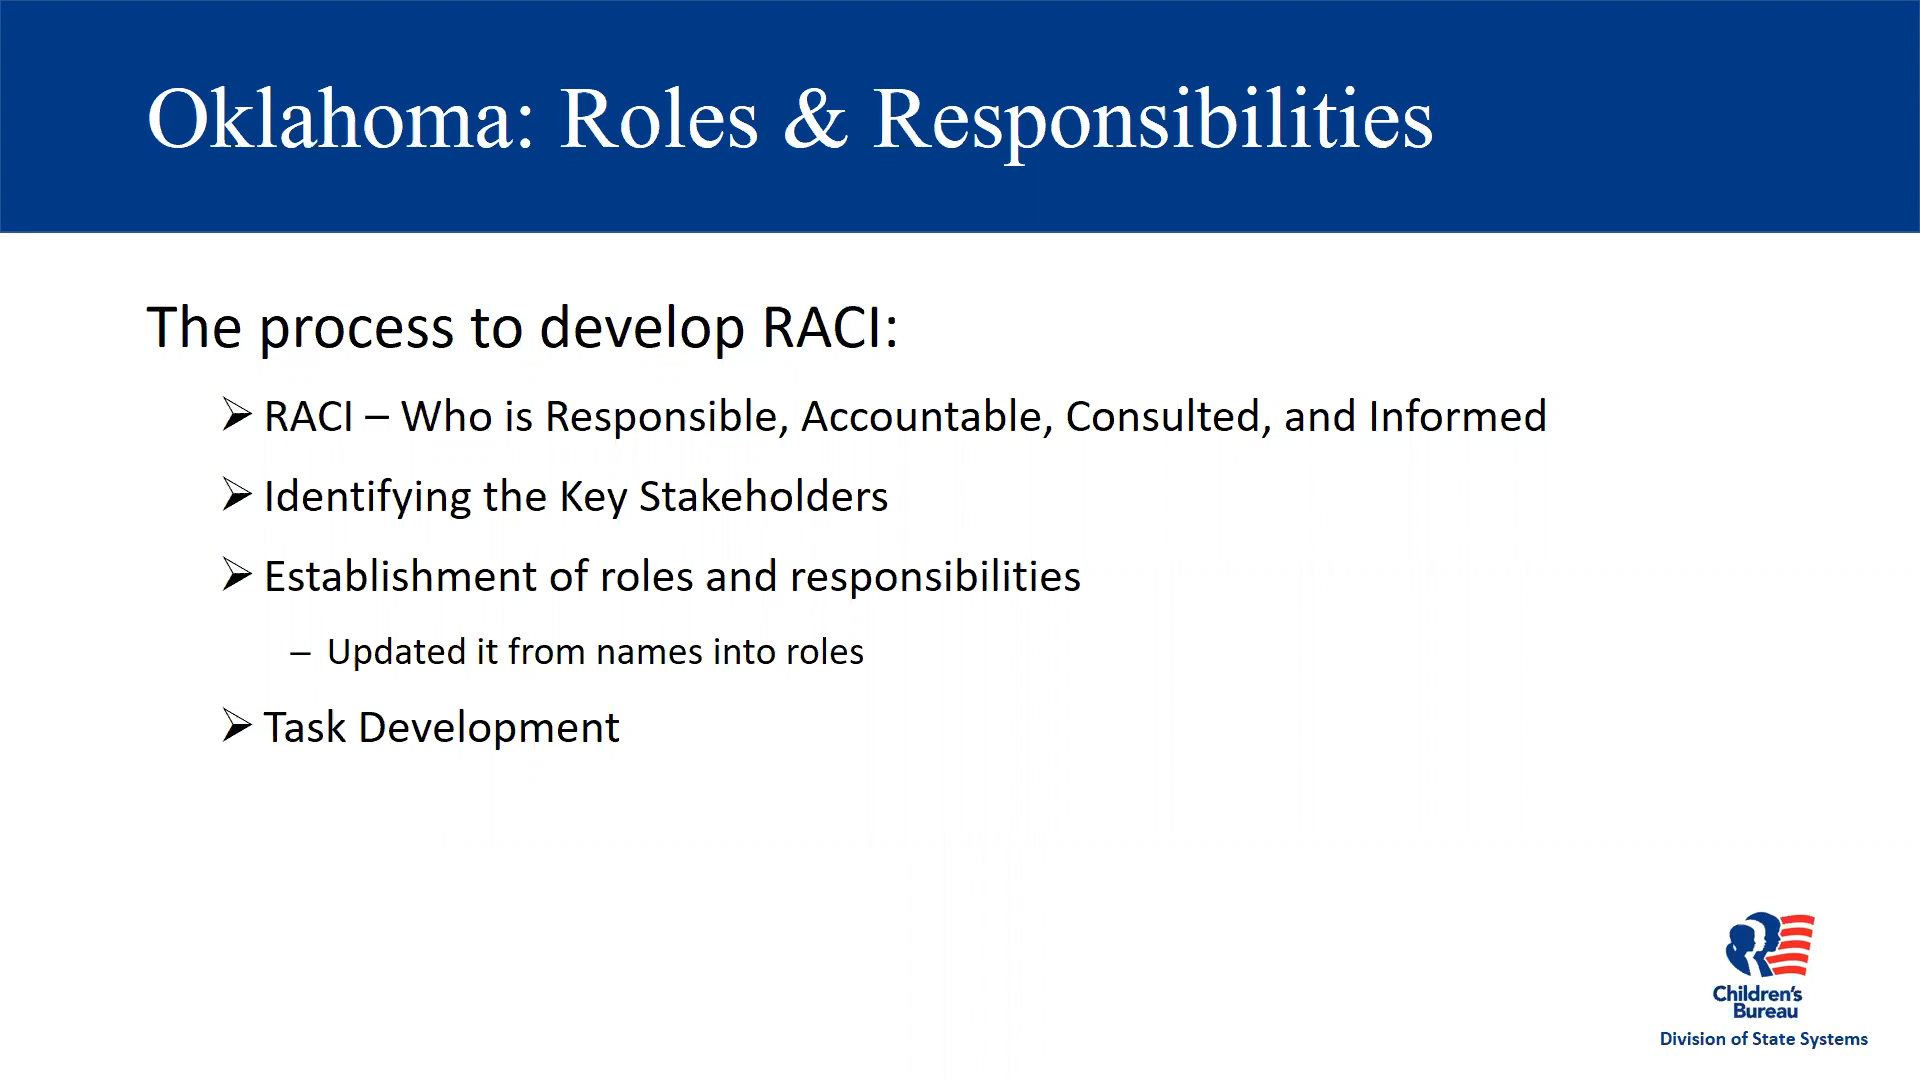 Oklahoma: Roles & Responsibilities
The process to develop RACI:
➢ RACI – Who is Responsible, Accountable, Consulted, and Informed
➢ Identifying the Key Stakeholders
➢ Establishment of roles and responsibilities
– Updated it from names into roles
➢ Task Development
Children's
Bureau
Division of State Systems